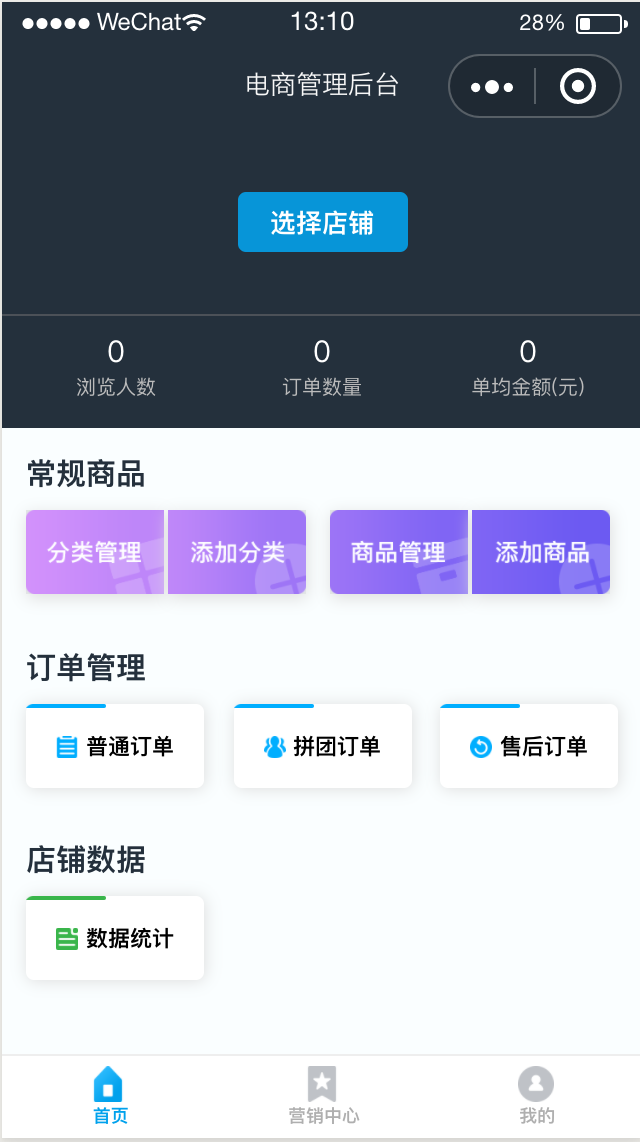 WeChat 13:10 28%
电商管理后台
选择店铺
0 0 0
浏览人数 订单数量 单均金额(元)
常规商品
分类管理 添加分类 商品管理 添加商品
订单管理
普通订单 拼团订单 售后订单
店铺数据
数据统计
首页 营销中心 我的